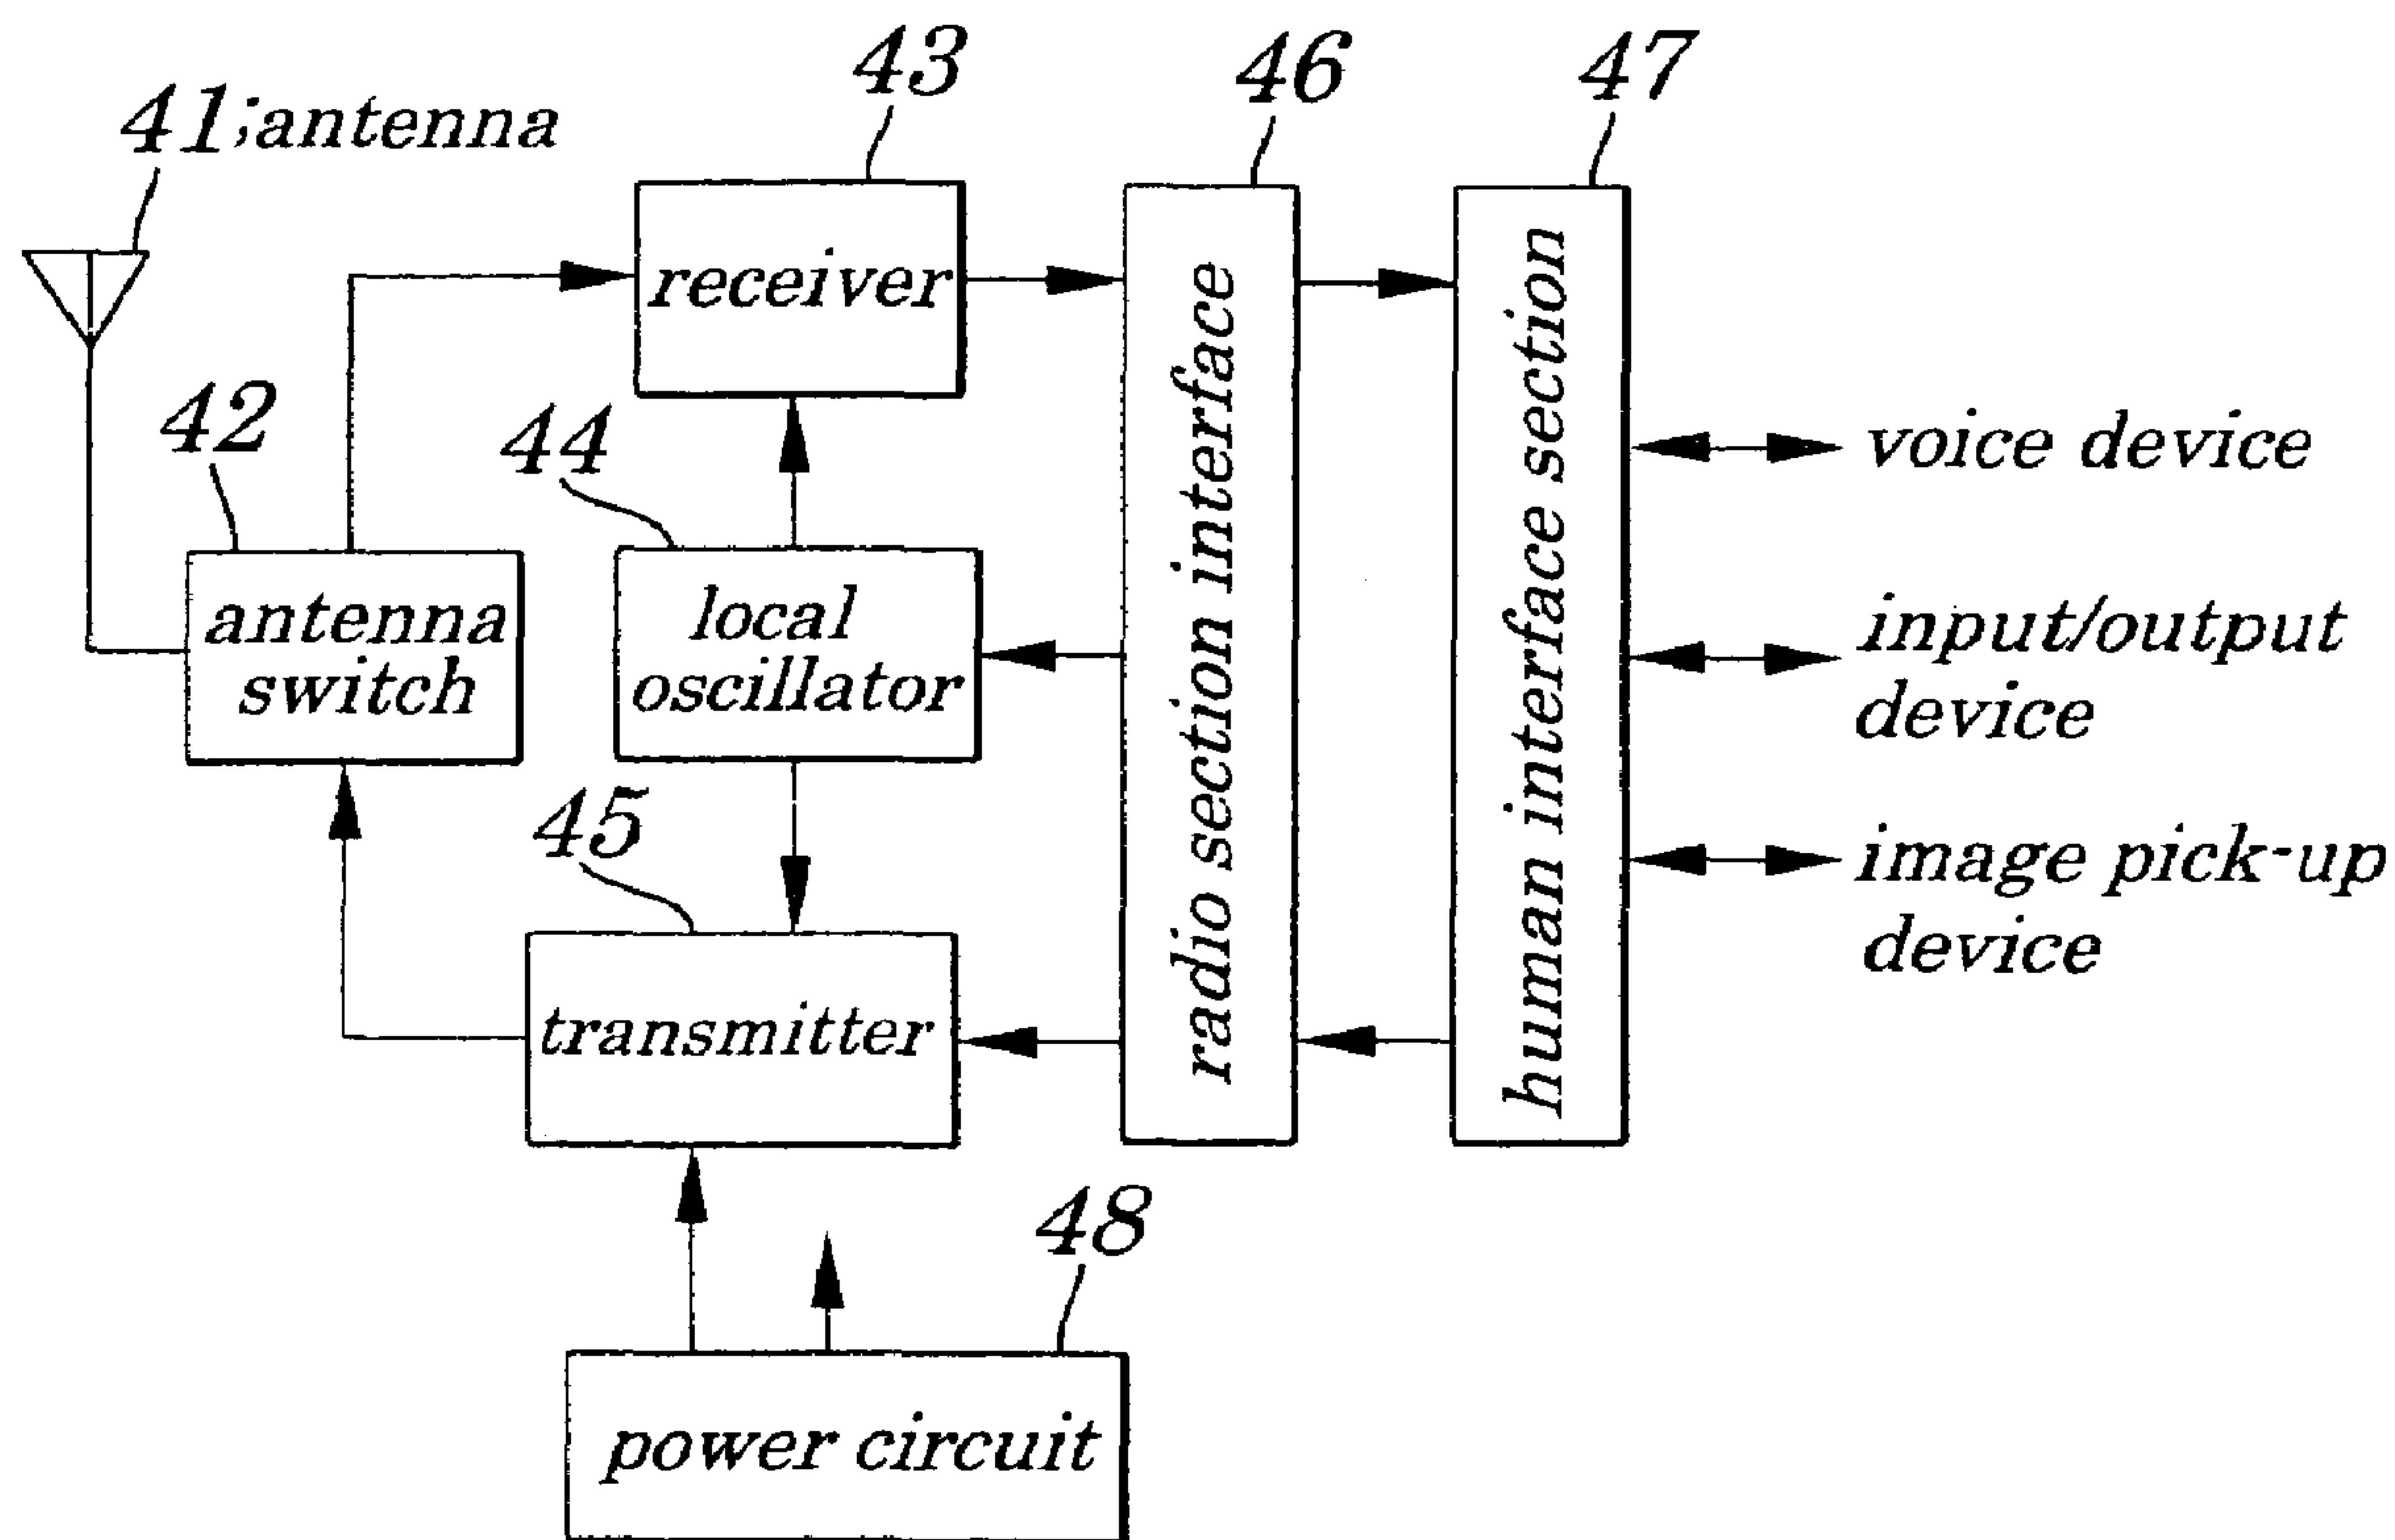 43
46
47
41;antenna
receiver
42
44
radio section interface
human interface section
voice device
antenna
switch
local
oscillator
input/output
device
45
image pick-up
device
transmitter
48
power circuit